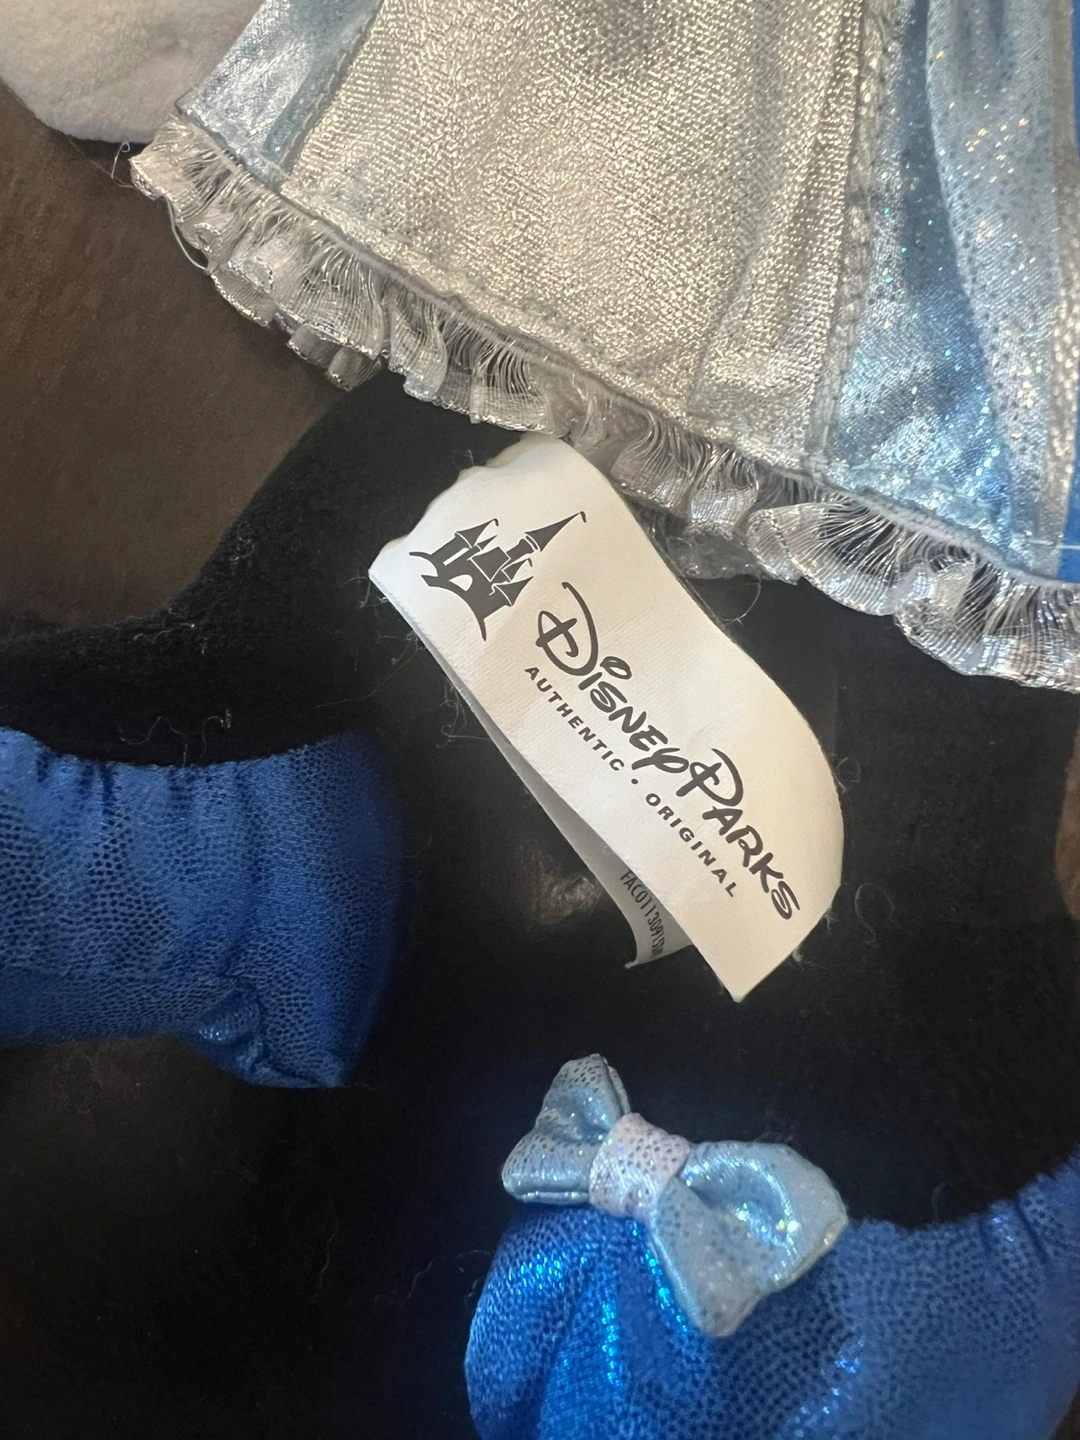 Disney Parks
AUTHENTIC • ORIGINAL